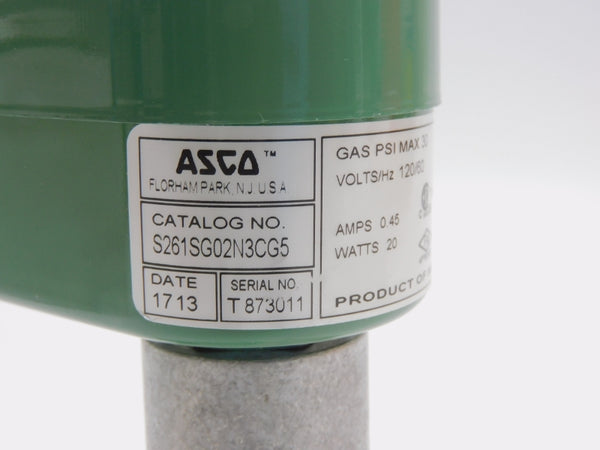 ASCO™
FLORHAM PARK, N.J. U.S.A
CATALOG NO.
S261SG02N3CG5
DATE
1713
SERIAL NO.
T 873011
GAS PSI MAX 30
VOLTS/Hz 120/60
AMPS 0.45
WATTS 20
PRODUCT OF